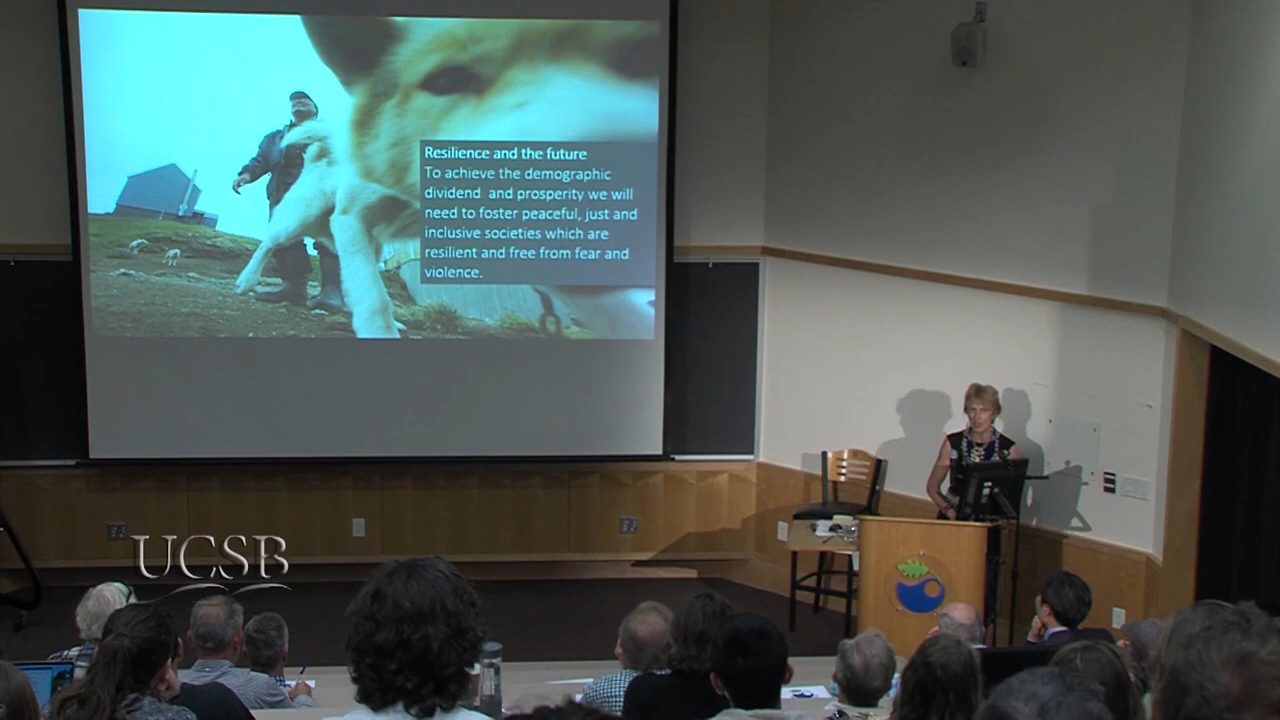 Resilience and the future
To achieve the demographic
dividend and prosperity we will
need to foster peaceful, just and
inclusive societies which are
resilient and free from fear and
violence.
UCSB